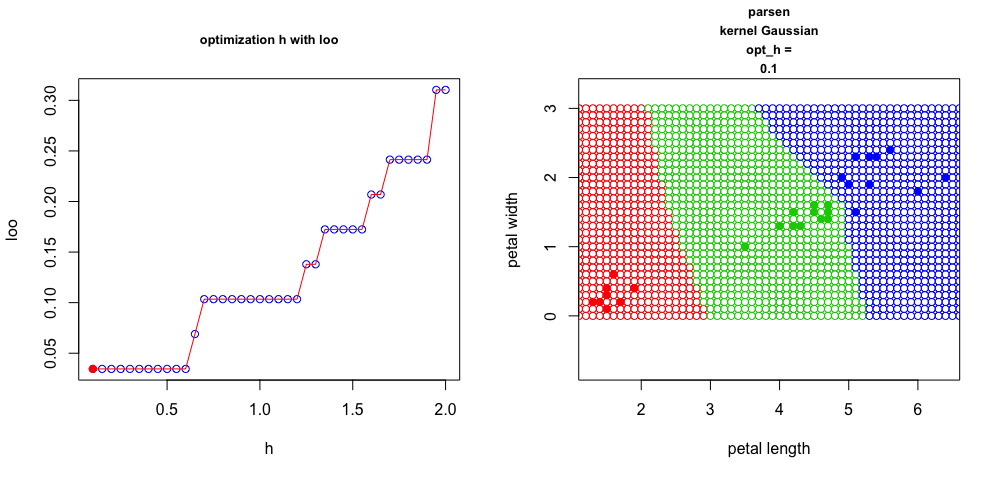 optimization h with loo
loo
0.30
0.25
0.20
0.15
0.10
0.05
0.5 1.0 1.5 2.0
h
parsen
kernel Gaussian
opt_h =
0.1
petal width
3
2
1
0
2 3 4 5 6
petal length